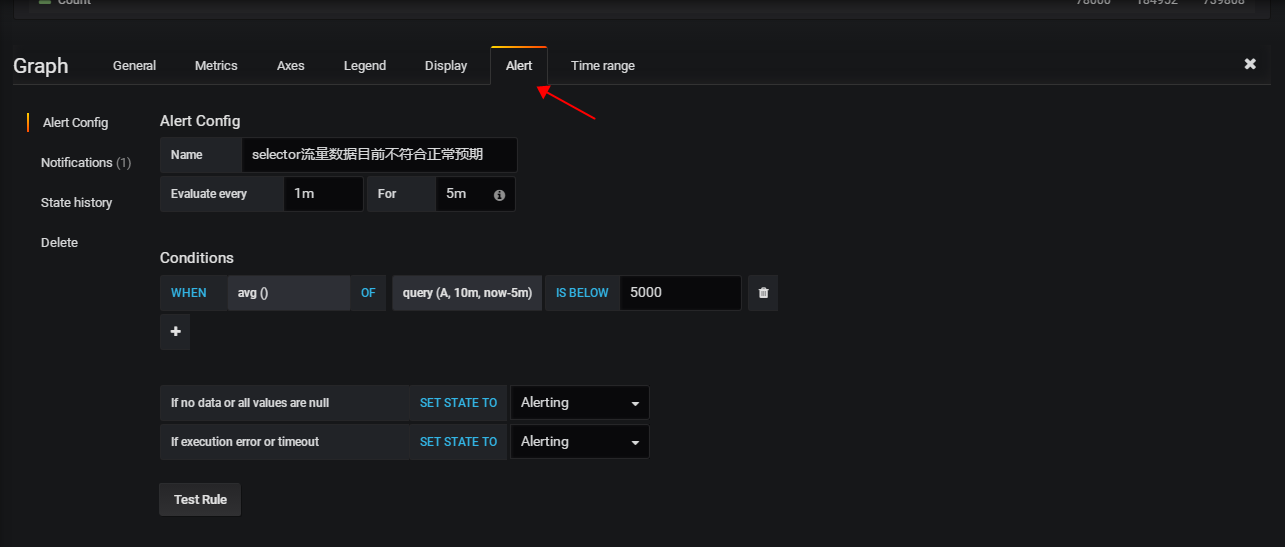 Count 78000 184952 739808
Graph General Metrics Axes Legend Display Alert Time range
Alert Config
Notifications (1)
State history
Delete
Alert Config
Name selector流量数据目前不符合正常预期
Evaluate every 1m For 5m
Conditions
WHEN avg () OF query (A, 10m, now-5m) IS BELOW 5000
If no data or all values are null SET STATE TO Alerting
If execution error or timeout SET STATE TO Alerting
Test Rule